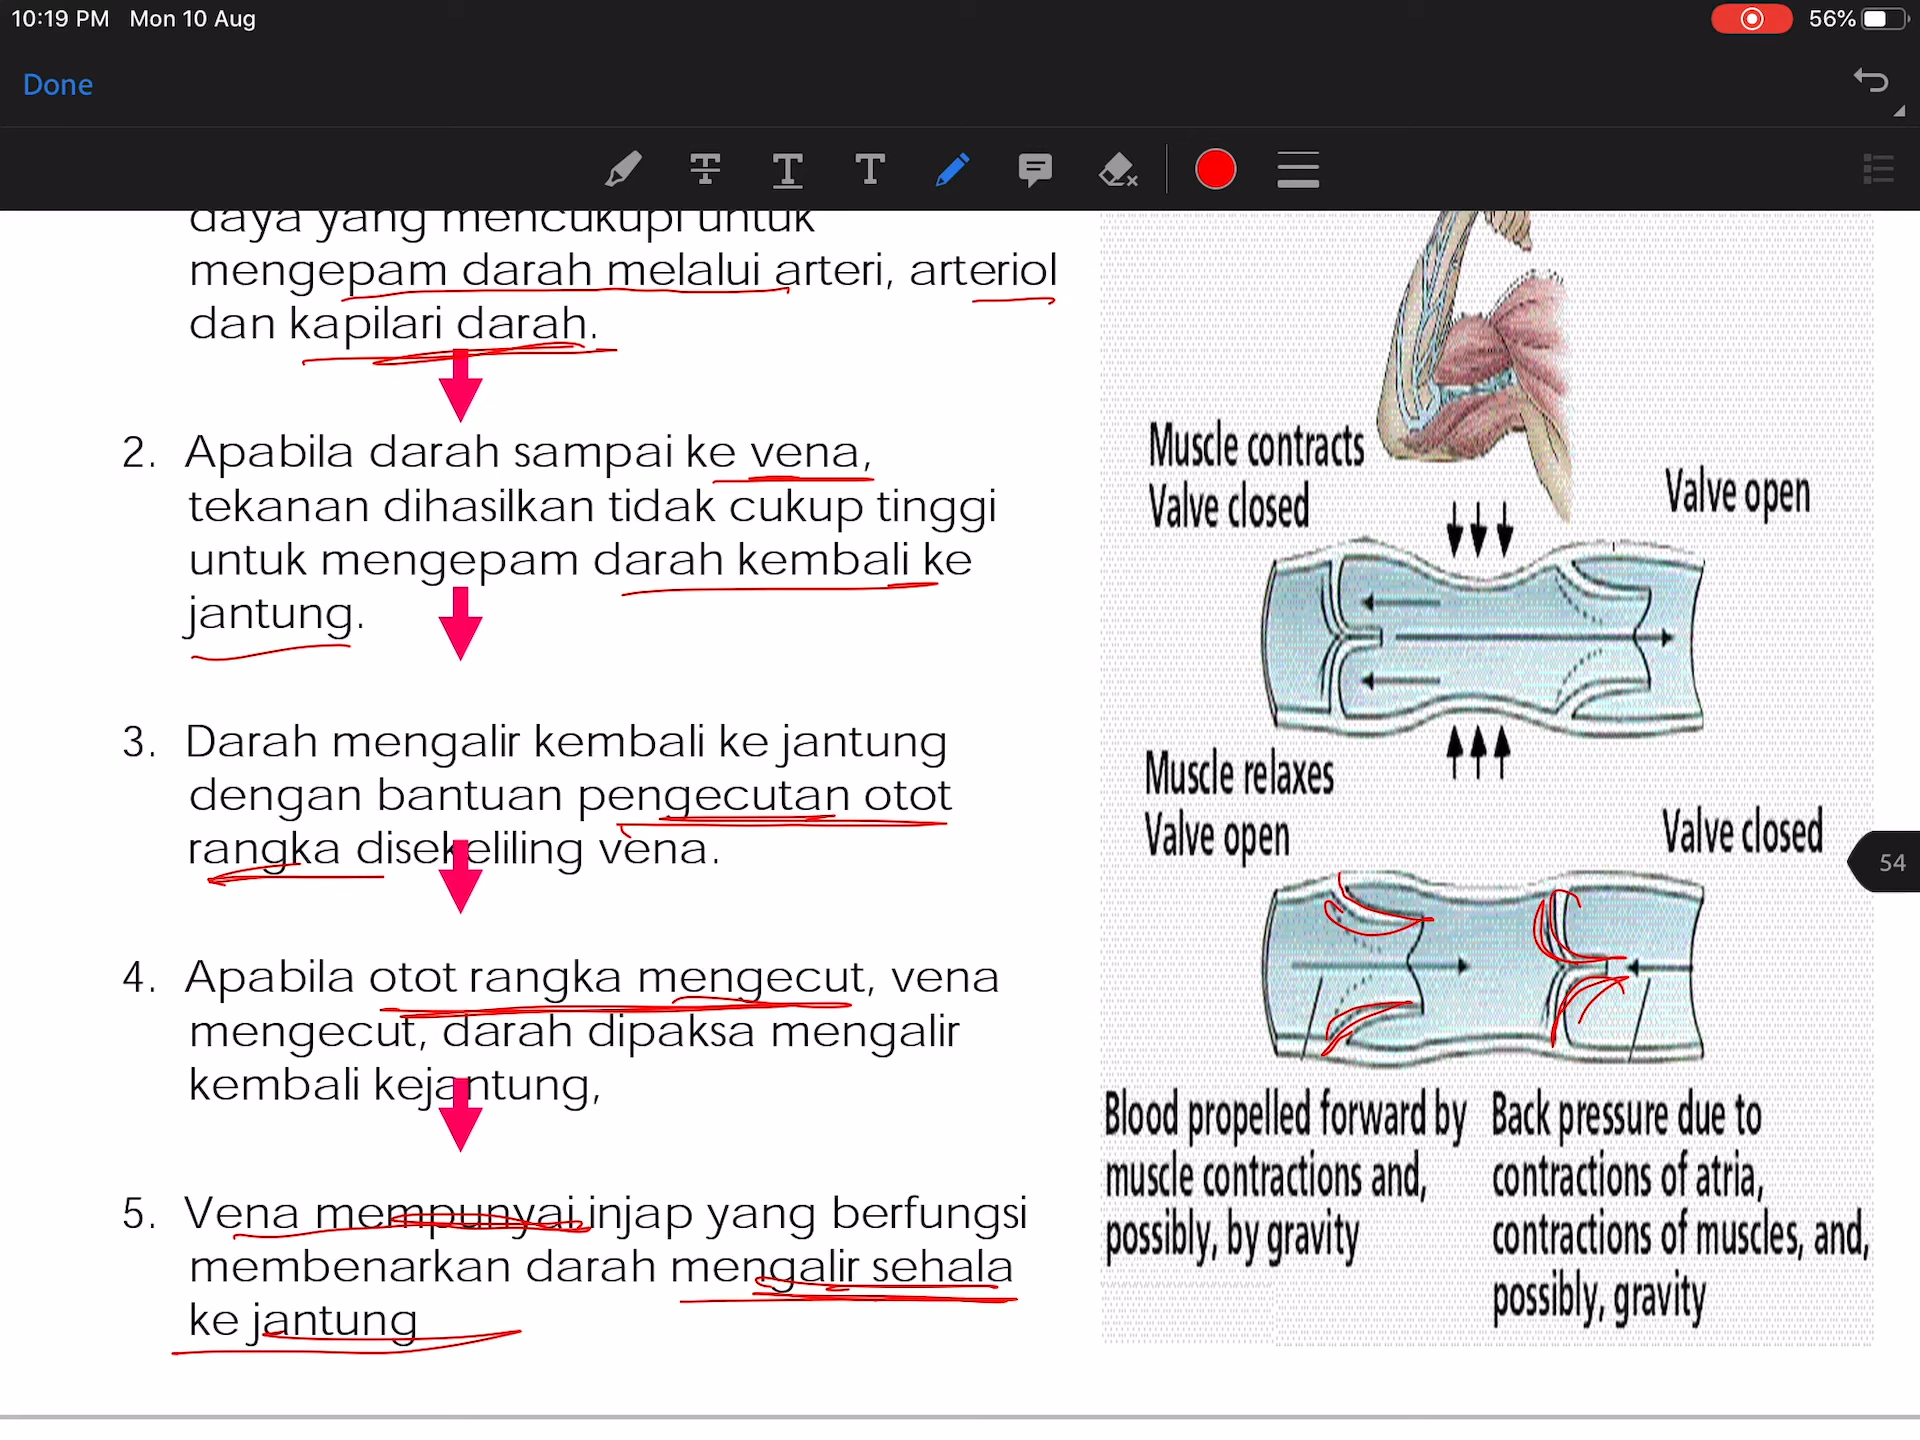 10:19 PM Mon 10 Aug
56%
Done
daya yang mencukupi untuk
mengepam darah melalui arteri, arteriol
dan kapilari darah.
2. Apabila darah sampai ke vena,
tekanan dihasilkan tidak cukup tinggi
untuk mengepam darah kembali ke
jantung.
3. Darah mengalir kembali ke jantung
dengan bantuan pengecutan otot
rangka disekeliling vena.
4. Apabila otot rangka mengecut, vena
mengecut, darah dipaksa mengalir
kembali kejantung,
5. Vena mempunyai injap yang berfungsi
membenarkan darah mengalir sehala
ke jantung
Muscle contracts
Valve closed
Valve open
Muscle relaxes
Valve open
Valve closed
54
Blood propelled forward by
muscle contractions and,
possibly, by gravity
Back pressure due to
contractions of atria,
contractions of muscles, and,
possibly, gravity